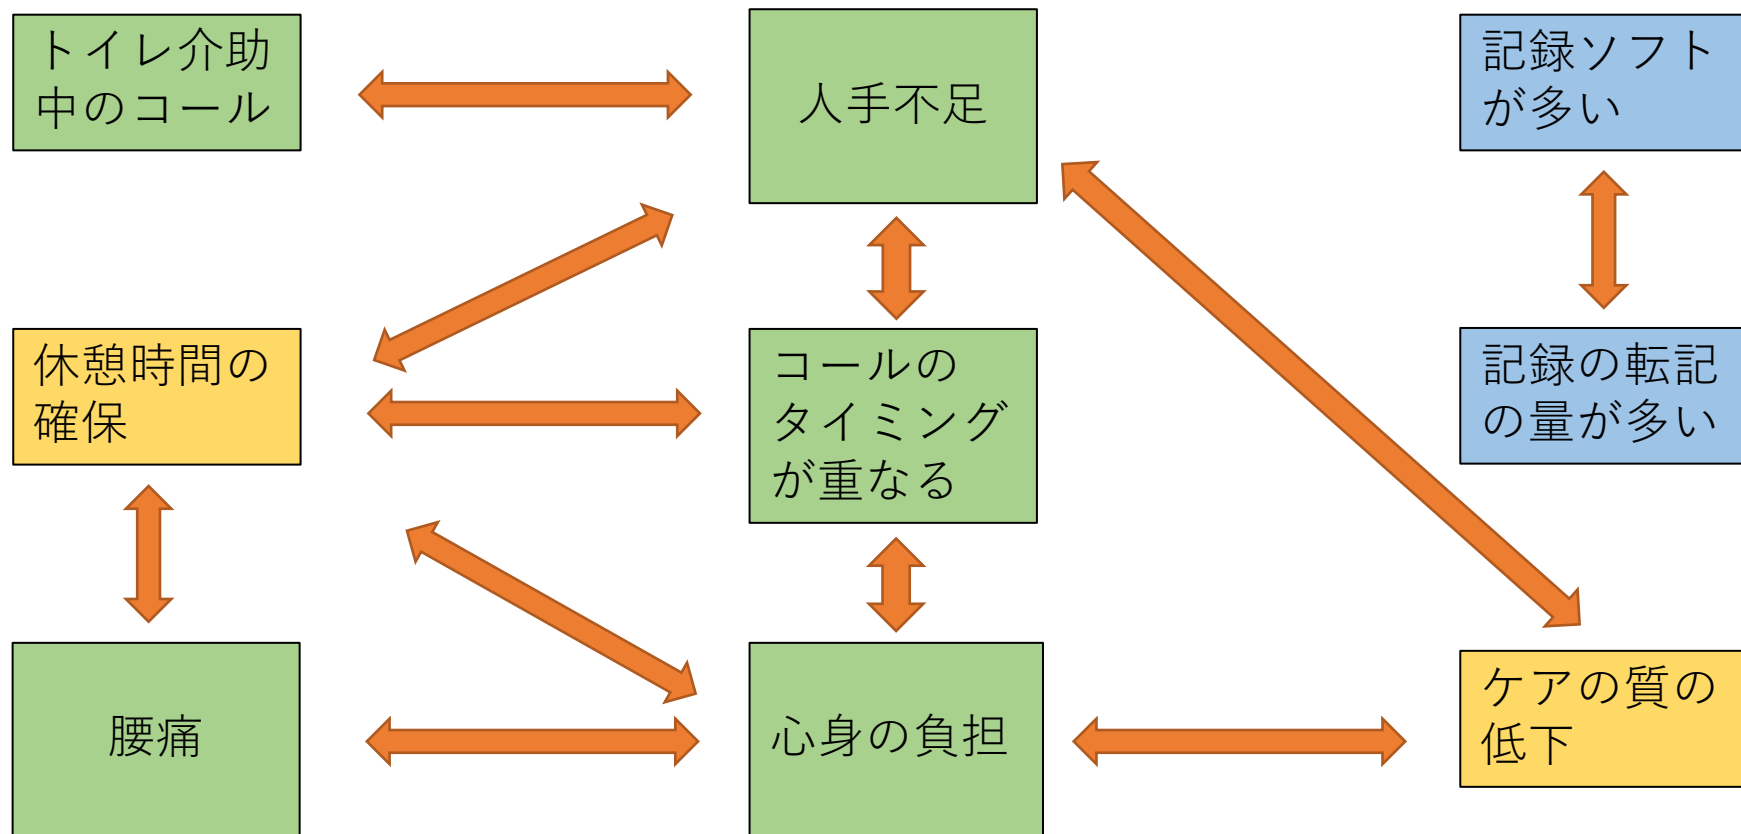 トイレ介助
中のコール
人手不足
記録ソフト
が多い
休憩時間の
確保
コールの
タイミング
が重なる
記録の転記
の量が多い
腰痛
心身の負担
ケアの質の
低下